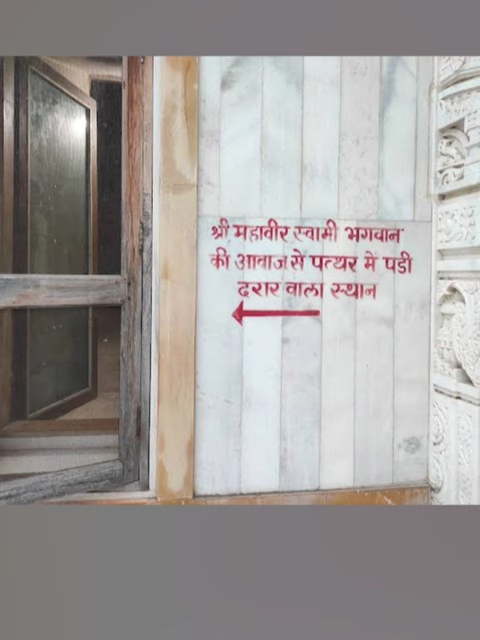 श्री महावीर स्वामी भगवान
की आवाज से पत्थर में पडी
दरार वाला स्थान